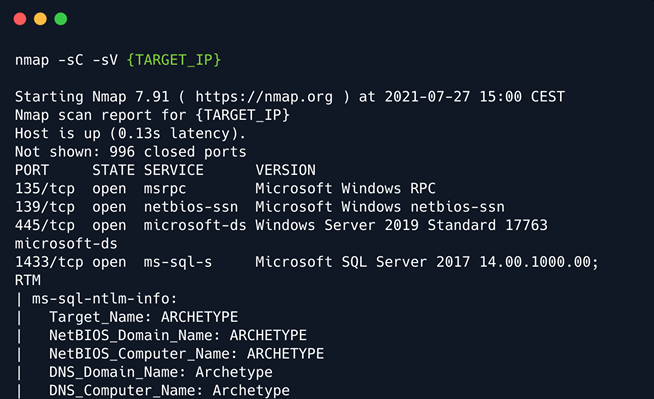 nmap -sC -sV {TARGET_IP}
Starting Nmap 7.91 ( https://nmap.org ) at 2021-07-27 15:00 CEST
Nmap scan report for {TARGET_IP}
Host is up (0.13s latency).
Not shown: 996 closed ports
PORT     STATE SERVICE      VERSION
135/tcp  open  msrpc        Microsoft Windows RPC
139/tcp  open  netbios-ssn  Microsoft Windows netbios-ssn
445/tcp  open  microsoft-ds Windows Server 2019 Standard 17763
microsoft-ds
1433/tcp open  ms-sql-s     Microsoft SQL Server 2017 14.00.1000.00;
RTM
| ms-sql-ntlm-info:
|   Target_Name: ARCHETYPE
|   NetBIOS_Domain_Name: ARCHETYPE
|   NetBIOS_Computer_Name: ARCHETYPE
|   DNS_Domain_Name: Archetype
|   DNS_Computer_Name: Archetype